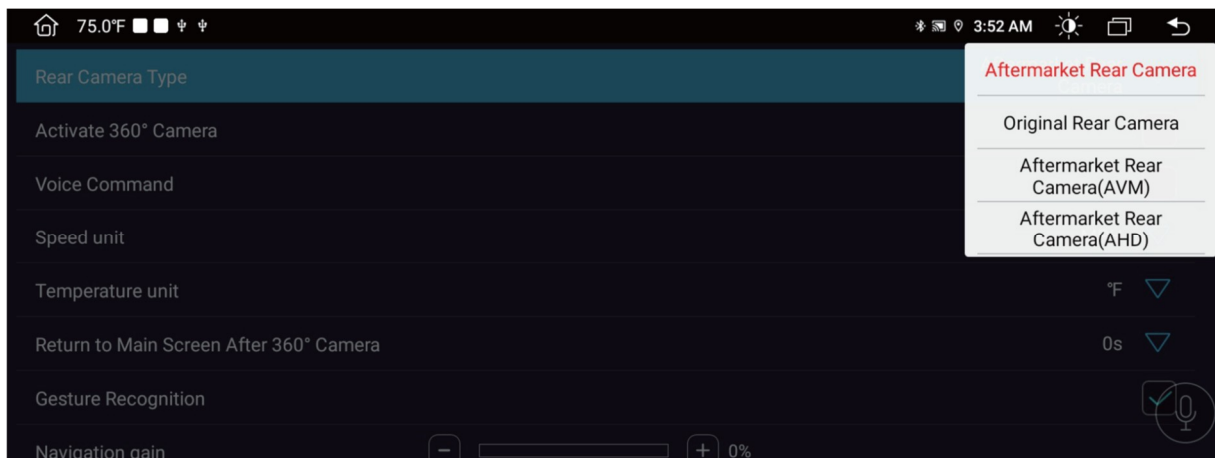 75.0°F
3:52 AM
Rear Camera Type
Aftermarket Rear Camera
Activate 360° Camera
Original Rear Camera
Voice Command
Aftermarket Rear
Camera(AVM)
Speed unit
Aftermarket Rear
Camera(AHD)
Temperature unit
°F
Return to Main Screen After 360° Camera
0s
Gesture Recognition
Navigation gain
0%